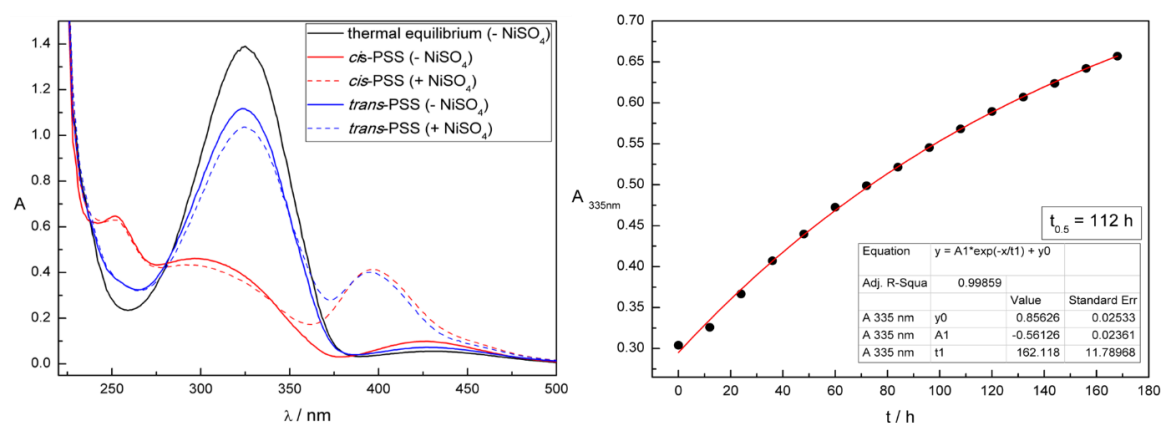 1.4
1.2
1.0
0.8
0.6
0.4
0.2
0.0
A
250
300
350
400
450
500
λ / nm
thermal equilibrium (- NiSO4)
cis-PSS (- NiSO4)
cis-PSS (+ NiSO4)
trans-PSS (- NiSO4)
trans-PSS (+ NiSO4)
0.70
0.65
0.60
0.55
0.50
0.45
0.40
0.35
0.30
A 335nm
0
20
40
60
80
100
120
140
160
180
t / h
t0.5 = 112 h
Equation y = A1*exp(-x/t1) + y0
Adj. R-Squa 0.99859
Value Standard Err
A 335 nm y0 0.85626 0.02533
A 335 nm A1 -0.56126 0.02361
A 335 nm t1 162.118 11.78968